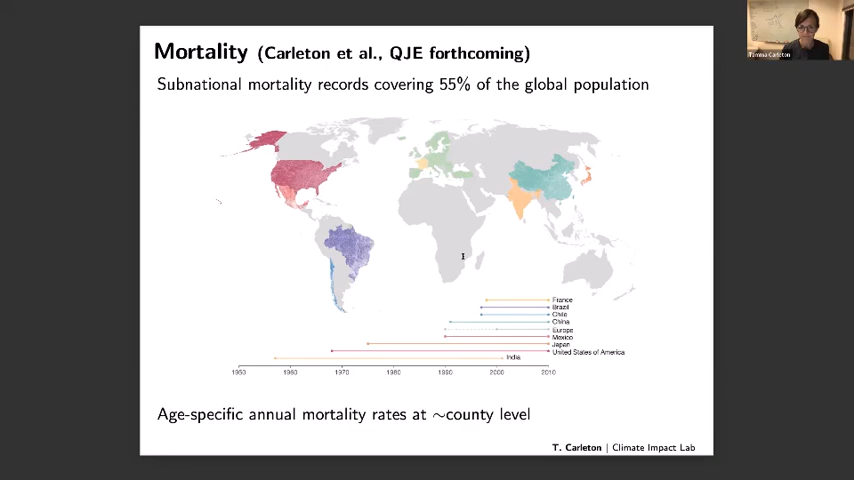 Mortality (Carleton et al., QJE forthcoming)
Subnational mortality records covering 55% of the global population
France
Brazil
Chile
China
Europe
Mexico
Japan
United States of America
India
1950 1960 1970 1980 1990 2000 2010
Age-specific annual mortality rates at ~county level
T. Carleton | Climate Impact Lab
Tamma Carleton